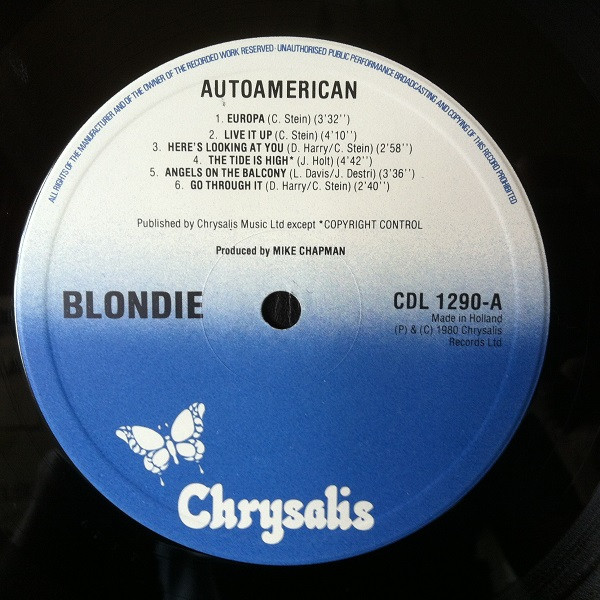 ALL RIGHTS OF THE MANUFACTURER AND OF THE OWNER OF THE RECORDED WORK RESERVED · UNAUTHORISED PUBLIC PERFORMANCE BROADCASTING AND COPYING OF THIS RECORD PROHIBITED
AUTOAMERICAN
1. EUROPA (C. Stein) (3'32'')
2. LIVE IT UP (C. Stein) (4'10'')
3. HERE'S LOOKING AT YOU (D. Harry/C. Stein) (2'58'')
4. THE TIDE IS HIGH* (J. Holt) (4'42'')
5. ANGELS ON THE BALCONY (L. Davis/J. Destri) (3'36'')
6. GO THROUGH IT (D. Harry/C. Stein) (2'40'')
Published by Chrysalis Music Ltd except *COPYRIGHT CONTROL
Produced by MIKE CHAPMAN
BLONDIE
CDL 1290-A
Made in Holland
(P) & (C) 1980 Chrysalis
Records Ltd
Chrysalis